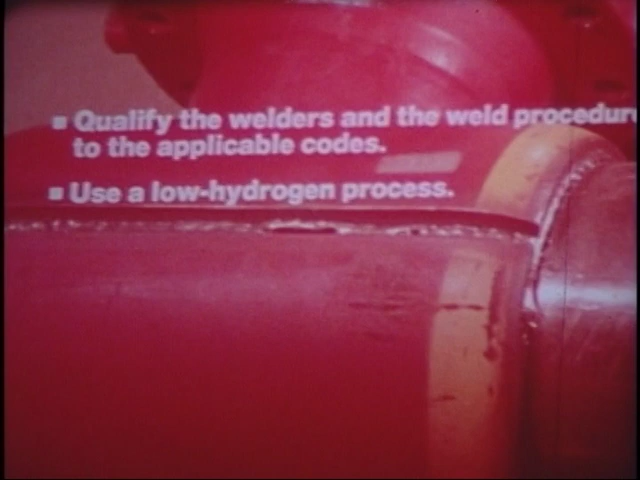 ▪ Qualify the welders and the weld procedur
to the applicable codes.
▪ Use a low-hydrogen process.